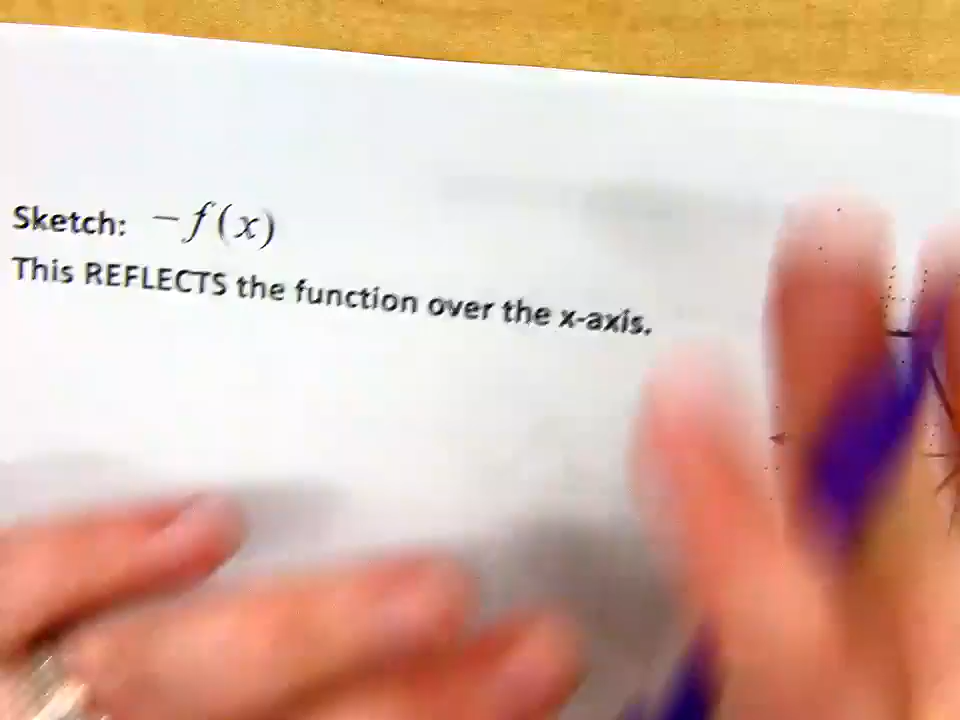 Sketch: −f(x)
This REFLECTS the function over the x-axis.